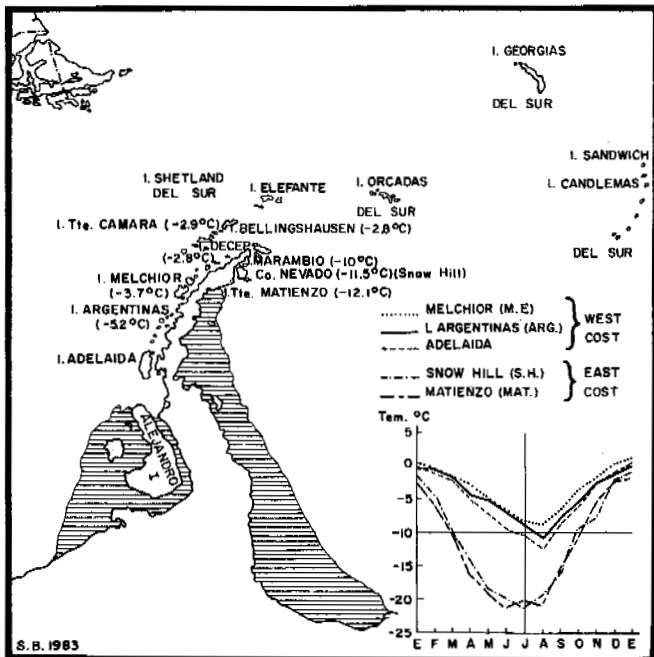 I. GEORGIAS
DEL SUR
I. SANDWICH
I. CANDLEMAS
DEL SUR
I. SHETLAND
DEL SUR
I. ELEFANTE
I. ORCADAS
DEL SUR
I. Tte. CAMARA (-2.9°C)
I. BELLINGSHAUSEN (-2.8°C)
I. DECEP.
(-2.8°C)
I. MARAMBIO (-10°C)
Co. NEVADO (-11.5°C)(Snow Hill)
I. MELCHIOR
(-3.7°C)
I. Tte. MATIENZO (-12.1°C)
I. ARGENTINAS
(-5.2°C)
I. ADELAIDA
ALEJANDRO
I
MELCHIOR (M.E)
I. ARGENTINAS (ARG.)
ADELAIDA
WEST
COST
SNOW HILL (S.H.)
MATIENZO (MAT.)
EAST
COST
Tem. °C
5
0
-5
-10
-15
-20
-25
E F M A M J J A S O N D E
S.B. 1983